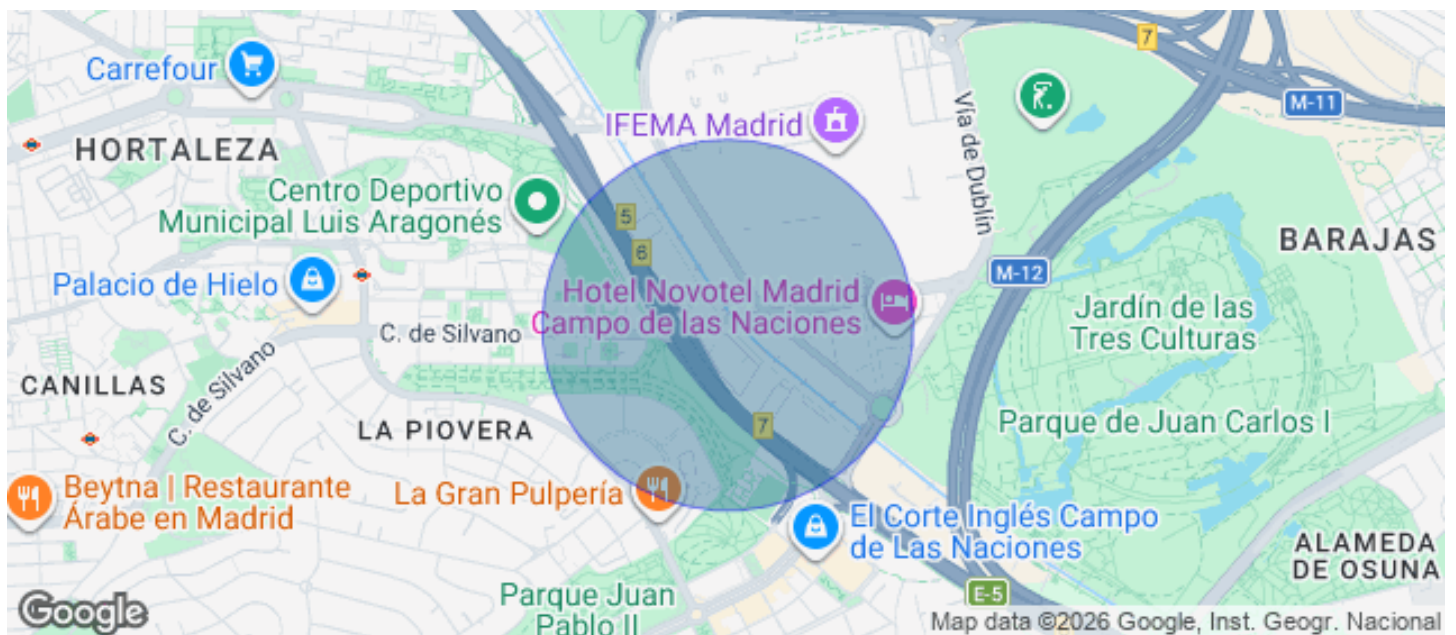 Carrefour
7
M-11
IFEMA Madrid
HORTALEZA
Vía de Dublín
Centro Deportivo
Municipal Luis Aragonés
5
6
BARAJAS
M-12
Palacio de Hielo
Hotel Novotel Madrid
Campo de las Naciones
Jardín de las
Tres Culturas
C. de Silvano
CANILLAS
C. de Silvano
LA PIOVERA
7
Parque de Juan Carlos I
Beytna | Restaurante
Árabe en Madrid
La Gran Pulpería
El Corte Inglés Campo
de Las Naciones
ALAMEDA
DE OSUNA
E-5
Parque Juan
Pablo II
Google
Map data ©2026 Google, Inst. Geogr. Nacional